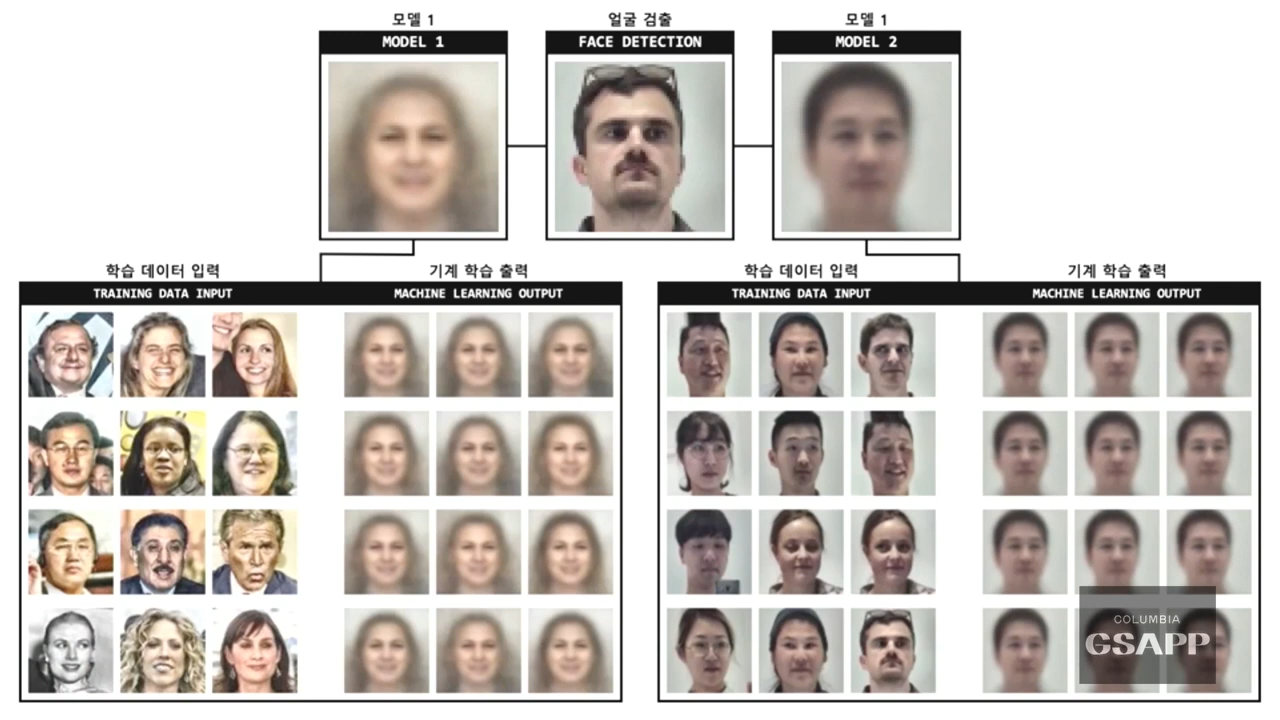 모델 1
MODEL 1
얼굴 검출
FACE DETECTION
모델 1
MODEL 2
학습 데이터 입력
TRAINING DATA INPUT
기계 학습 출력
MACHINE LEARNING OUTPUT
학습 데이터 입력
TRAINING DATA INPUT
기계 학습 출력
MACHINE LEARNING OUTPUT
COLUMBIA
GSAPP